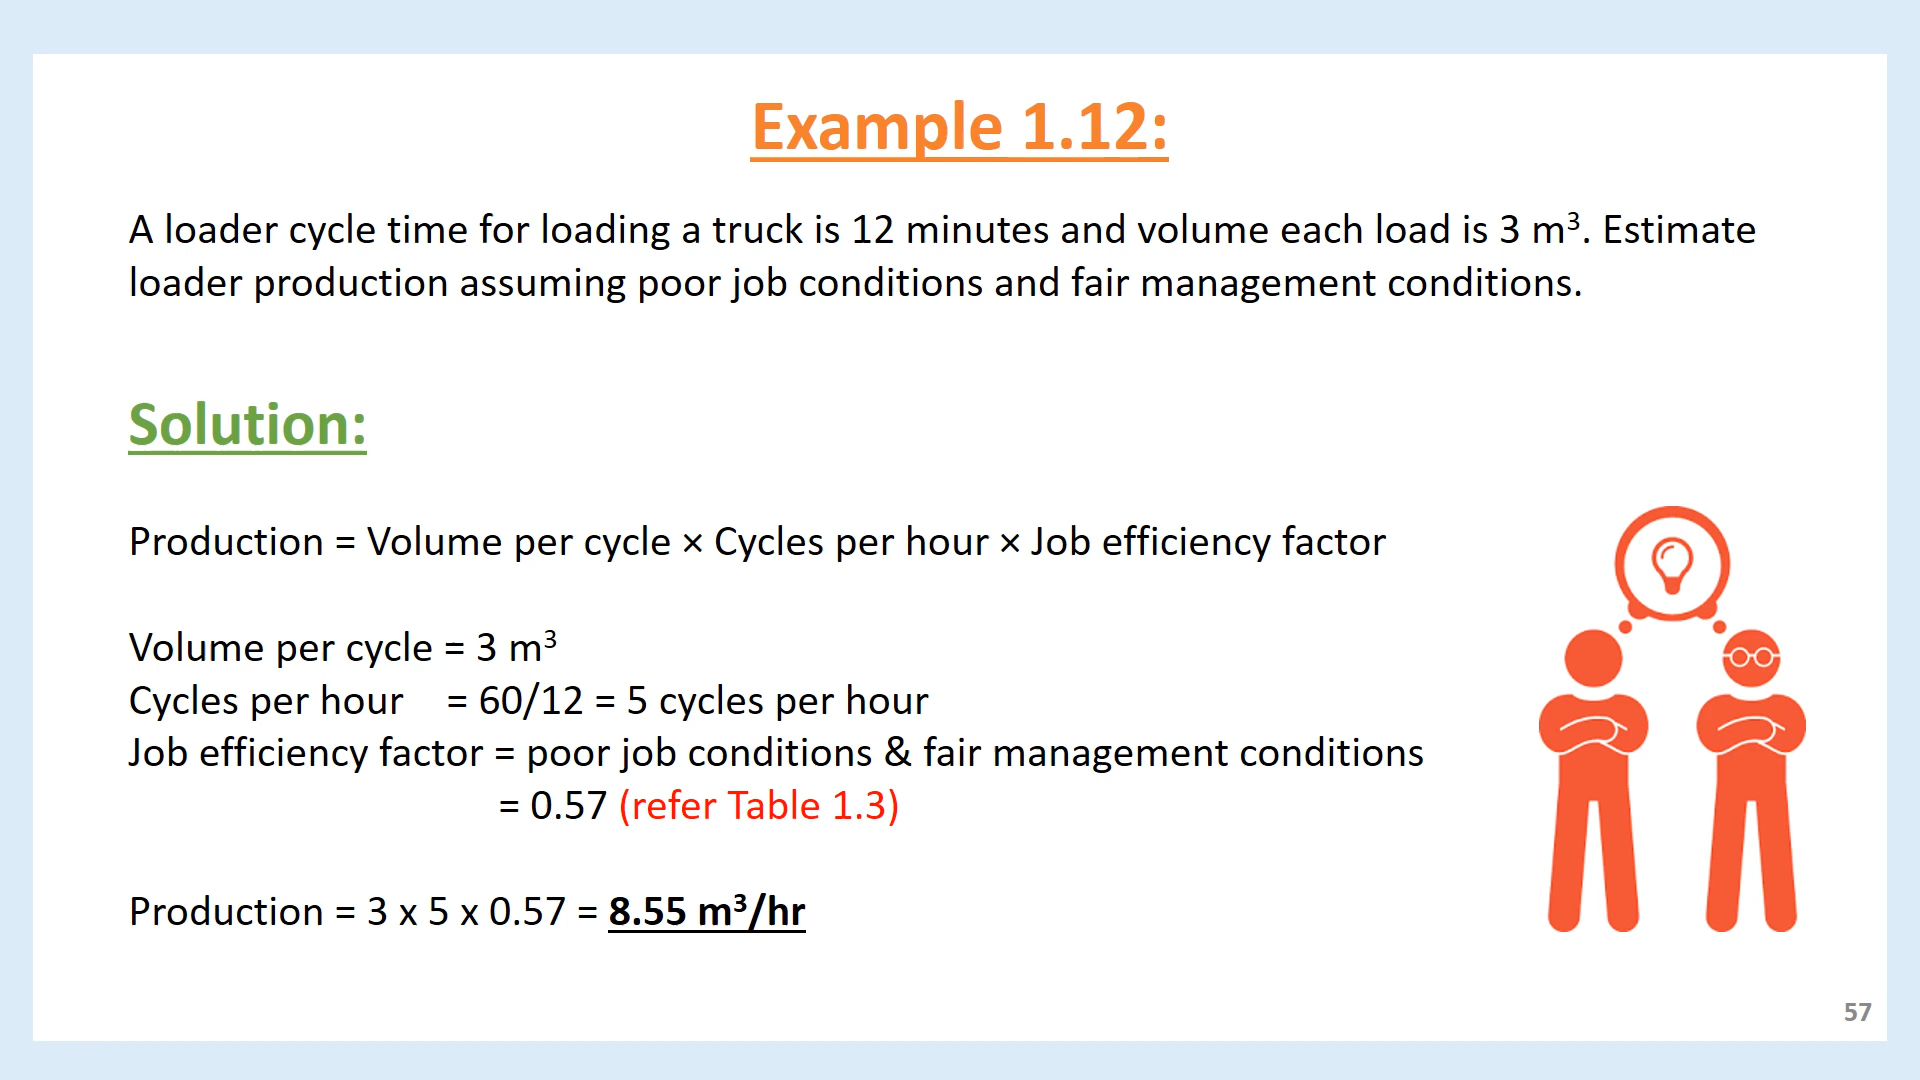 Example 1.12:
A loader cycle time for loading a truck is 12 minutes and volume each load is 3 m³. Estimate
loader production assuming poor job conditions and fair management conditions.
Solution:
Production = Volume per cycle × Cycles per hour × Job efficiency factor
Volume per cycle = 3 m³
Cycles per hour = 60/12 = 5 cycles per hour
Job efficiency factor = poor job conditions & fair management conditions
= 0.57 (refer Table 1.3)
Production = 3 x 5 x 0.57 = 8.55 m³/hr
57